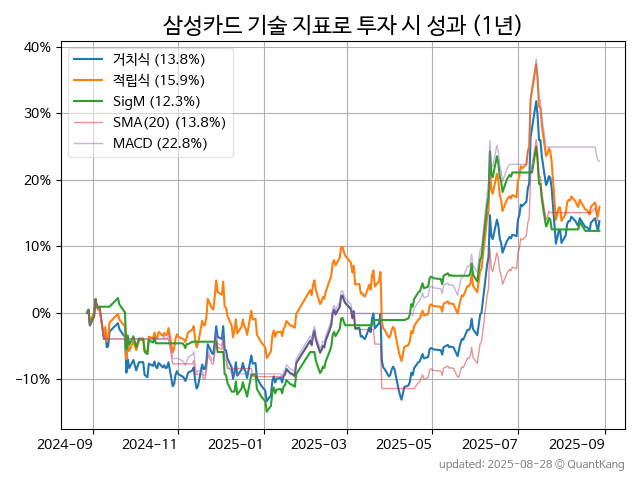 삼성카드 기술 지표로 투자 시 성과 (1년)
40%
30%
20%
10%
0%
−10%
거치식 (13.8%)
적립식 (15.9%)
SigM (12.3%)
SMA(20) (13.8%)
MACD (22.8%)
2024-09
2024-11
2025-01
2025-03
2025-05
2025-07
2025-09
updated: 2025-08-28 ⓒ QuantKang